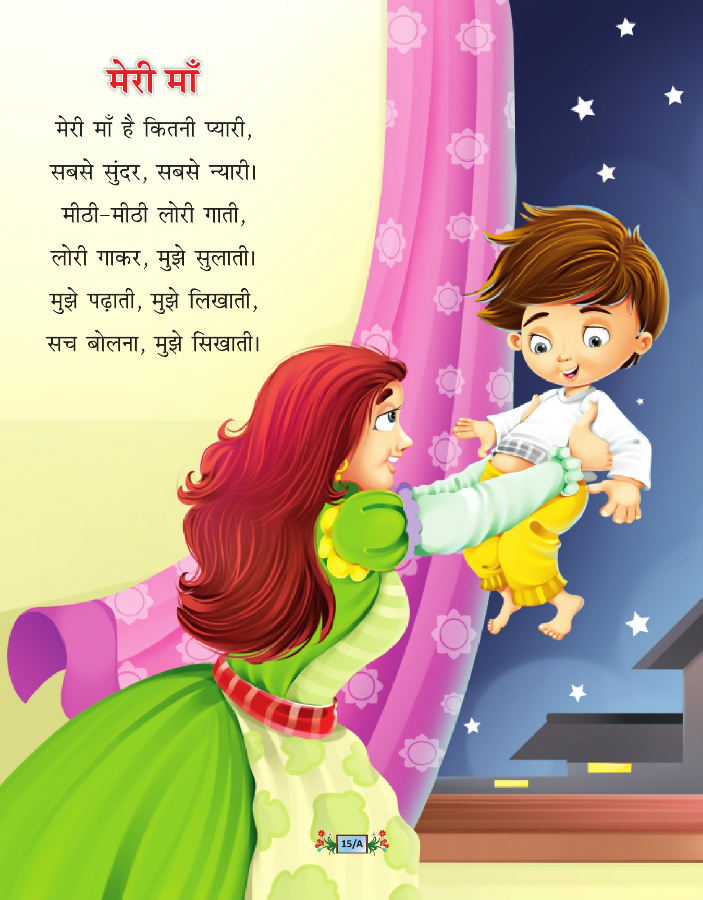 मेरी माँ
मेरी माँ है कितनी प्यारी,
सबसे सुंदर, सबसे न्यारी।
मीठी-मीठी लोरी गाती,
लोरी गाकर, मुझे सुलाती।
मुझे पढ़ाती, मुझे लिखाती,
सच बोलना, मुझे सिखाती।
15/A